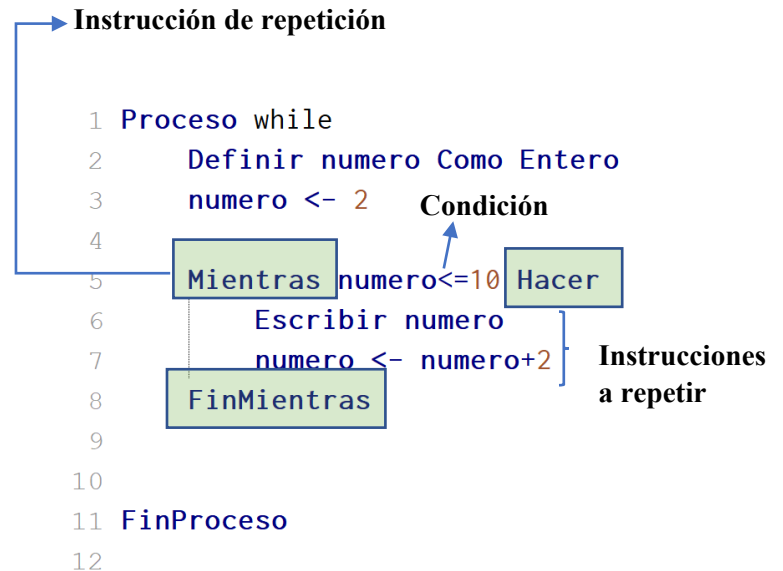 Instrucción de repetición
1 Proceso while
2 Definir numero Como Entero
3 numero <- 2
Condición
4
5 Mientras numero<=10 Hacer
6 Escribir numero
7 numero <- numero+2
Instrucciones
a repetir
8 FinMientras
9
10
11 FinProceso
12